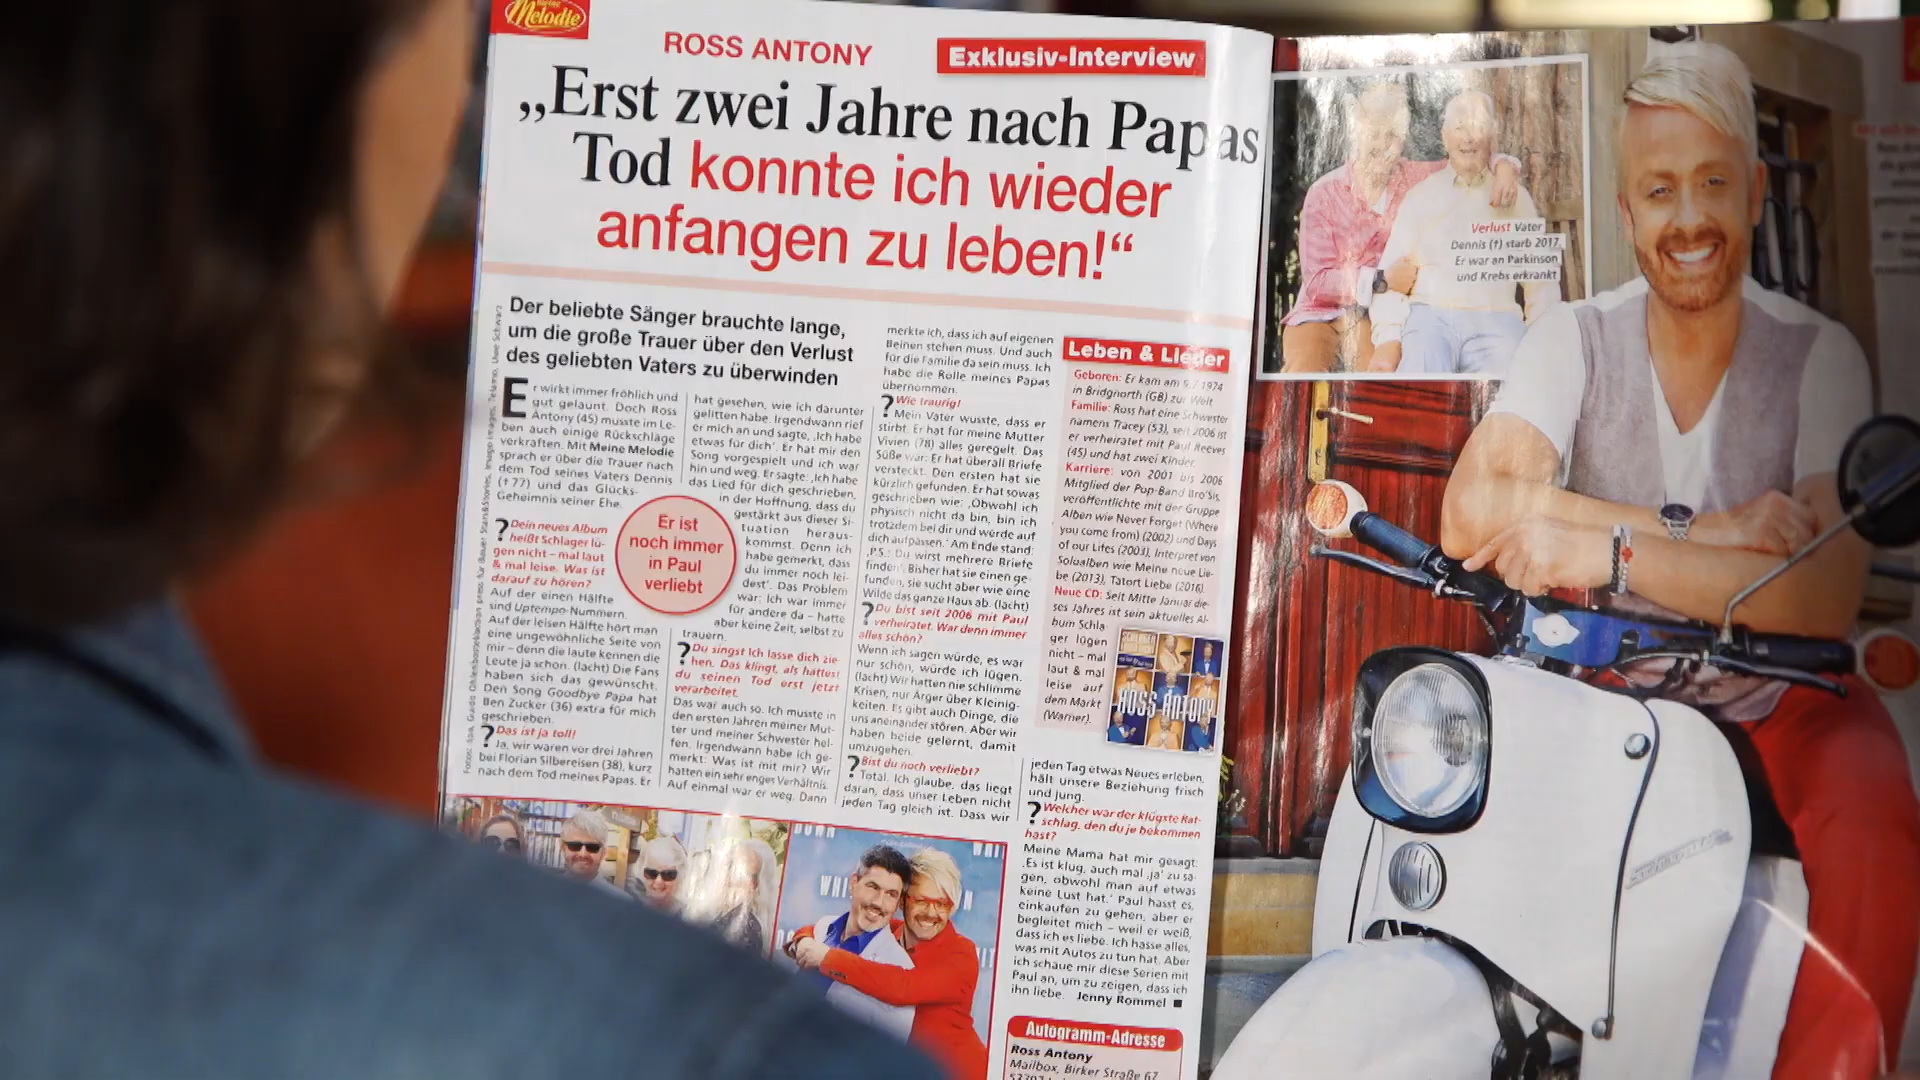 Meine
Melodie
ROSS ANTONY
Exklusiv-Interview
„Erst zwei Jahre nach Papas
Tod konnte ich wieder
anfangen zu leben!“
Der beliebte Sänger brauchte lange,
um die große Trauer über den Verlust
des geliebten Vaters zu überwinden
Er wirkt immer fröhlich und
gut gelaunt. Doch Ross
Antony (45) musste im Le-
ben auch einige Rückschläge
verkraften. Mit Meine Melodie
sprach er über die Trauer nach
dem Tod seines Vaters Dennis
(† 77) und das Glücks-
Geheimnis seiner Ehe.
? Dein neues Album
heißt Schlager lü-
gen nicht – mal laut
& mal leise. Was ist
darauf zu hören?
Auf der einen Hälfte
sind Uptempo-Nummern.
Auf der leisen Hälfte hört man
eine ungewöhnliche Seite von
mir – denn die laute kennen die
Leute ja schon. (lacht) Die Fans
haben sich das gewünscht.
Den Song Goodbye Papa hat
Ben Zucker (36) extra für mich
geschrieben.
? Das ist ja toll!
Ja, wir waren vor drei Jahren
bei Florian Silbereisen (38), kurz
nach dem Tod meines Papas. Er
hat gesehen, wie ich darunter
gelitten habe. Irgendwann rief
er mich an und sagte, ‚Ich habe
etwas für dich‘. Er hat mir den
Song vorgespielt und ich war
hin und weg. Er sagte: ‚Ich habe
das Lied für dich geschrieben,
in der Hoffnung, dass du
gestärkt aus dieser Si-
tuation heraus-
kommst. Denn ich
habe gemerkt, dass
du immer noch lei-
dest‘. Das Problem
war: Ich war immer
für andere da – hatte
aber keine Zeit, selbst zu
trauern.
Er ist
noch immer
in Paul
verliebt
? Du singst Ich lasse dich zie-
hen. Das klingt, als hättest
du seinen Tod erst jetzt
verarbeitet.
Das war auch so. Ich musste in
den ersten Jahren meiner Mut-
ter und meiner Schwester hel-
fen. Irgendwann habe ich ge-
merkt: Was ist mit mir? Wir
hatten ein sehr enges Verhältnis.
Auf einmal war er weg. Dann
merkte ich, dass ich auf eigenen
Beinen stehen muss. Und auch
für die Familie da sein muss. Ich
habe die Rolle meines Papas
übernommen.
? Wie traurig!
Mein Vater wusste, dass er
stirbt. Er hat für meine Mutter
Vivien (78) alles geregelt. Das
Süße war: Er hat überall Briefe
versteckt. Den ersten hat sie
kürzlich gefunden. Er hat sowas
geschrieben wie: ‚Obwohl ich
physisch nicht da bin, bin ich
trotzdem bei dir und werde auf
dich aufpassen.‘ Am Ende stand:
‚P.S.: Du wirst mehrere Briefe
finden‘. Bisher hat sie einen ge-
funden, sie sucht aber wie eine
Wilde das ganze Haus ab. (lacht)
? Du bist seit 2006 mit Paul
verheiratet. War denn immer
alles schön?
Wenn ich sagen würde, es war
nur schön, würde ich lügen.
(lacht) Wir hatten nie schlimme
Krisen, nur Ärger über Kleinig-
keiten. Es gibt auch Dinge, die
uns aneinander stören. Aber wir
haben beide gelernt, damit
umzugehen.
? Bist du noch verliebt?
Total. Ich glaube, das liegt
daran, dass unser Leben nicht
jeden Tag gleich ist. Dass wir
jeden Tag etwas Neues erleben,
hält unsere Beziehung frisch
und jung.
? Welcher war der klügste Rat-
schlag, den du je bekommen
hast?
Meine Mama hat mir gesagt:
‚Es ist klug, auch mal ‚ja‘ zu sa-
gen, obwohl man auf etwas
keine Lust hat.‘ Paul hasst es,
einkaufen zu gehen, aber er
begleitet mich – weil er weiß,
dass ich es liebe. Ich hasse alles,
was mit Autos zu tun hat. Aber
ich schaue mir diese Serien mit
Paul an, um zu zeigen, dass ich
ihn liebe. Jenny Rommel
Leben & Lieder
Geboren: Er kam am 9.7.1974
in Bridgnorth (GB) zur Welt
Familie: Ross hat eine Schwester
namens Tracey (53), seit 2006 ist
er verheiratet mit Paul Reeves
(45) und hat zwei Kinder.
Karriere: von 2001 bis 2006
Mitglied der Pop-Band Bro'Sis,
veröffentlichte mit der Gruppe
Alben wie Never Forget (Where
you come from) (2002) und Days
of our Lifes (2003), Interpret von
Soloalben wie Meine neue Lie-
be (2013), Tatort Liebe (2016).
Neue CD: Seit Mitte Januar die-
ses Jahres ist sein aktuelles Al-
bum Schla-
ger lügen
nicht – mal
laut & mal
leise auf
dem Markt
(Warner).
ROSS ANTONY
Autogramm-Adresse
Ross Antony
Mailbox, Birker Straße 67
Verlust Vater
Dennis (†) starb 2017.
Er war an Parkinson
und Krebs erkrankt